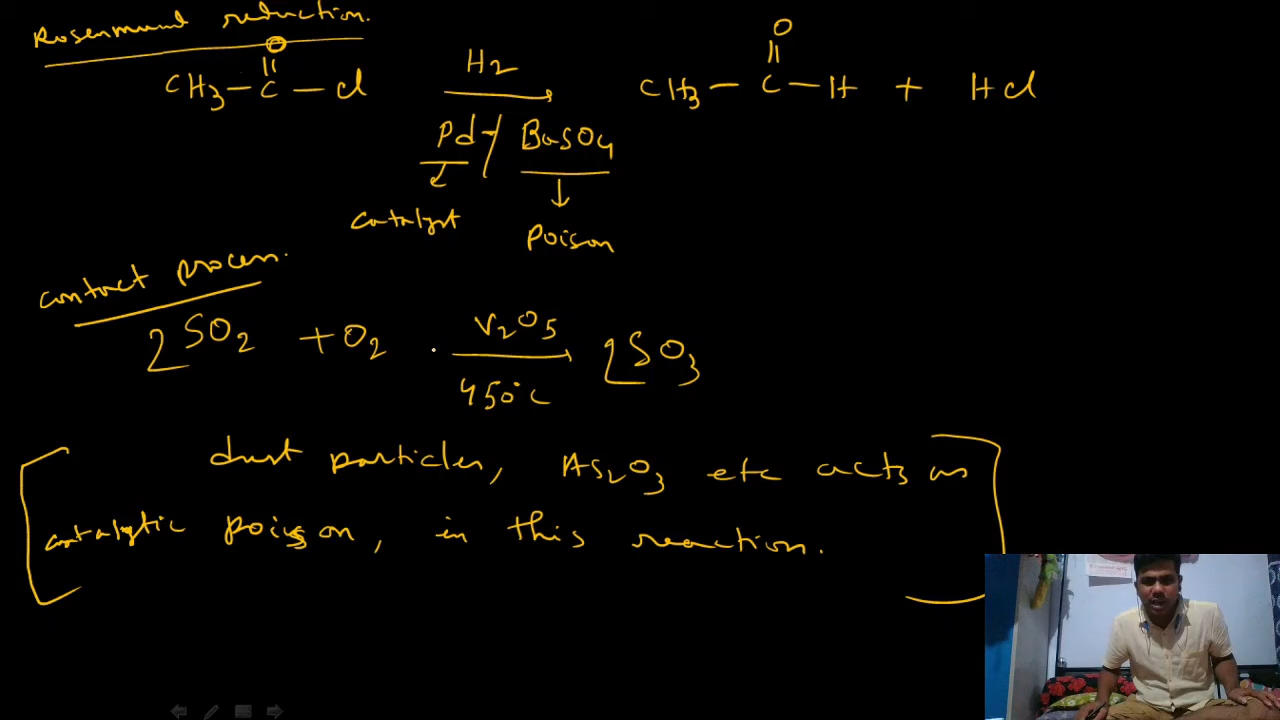 Rosenmund reduction.
O
CH3 — C — Cl   H2   CH3 — C — H + HCl
O
Pd / BaSO4
catalyst   Poison
contact process.
2SO2 + O2   V2O5   2SO3
450°C
dust particles, As2O3 etc acts as
catalytic poison, in this reaction.